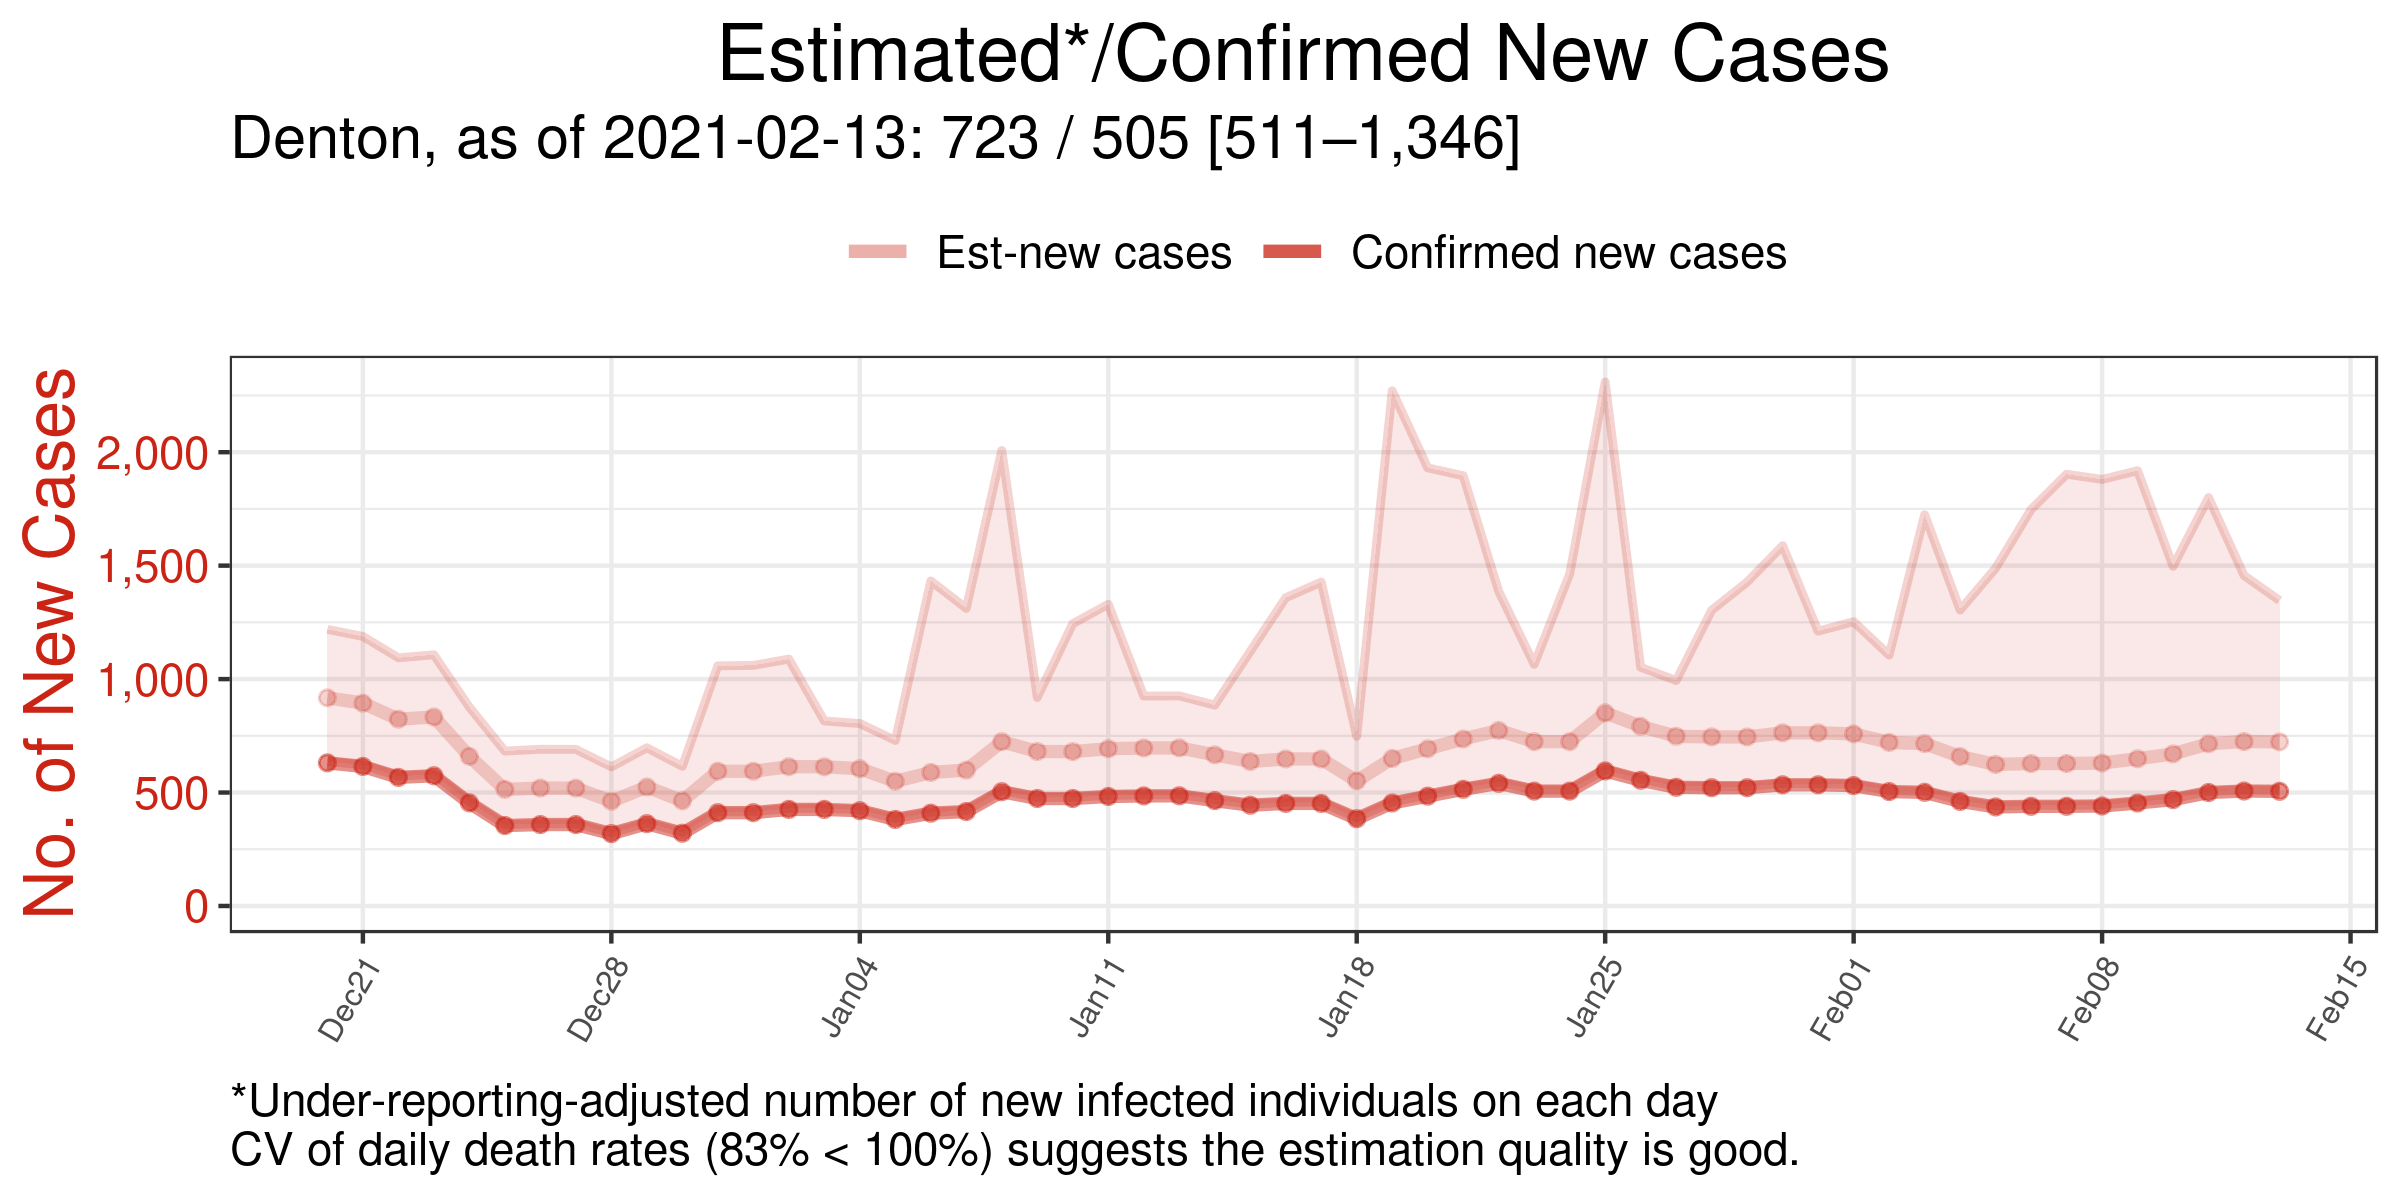 Estimated*/Confirmed New Cases
Denton, as of 2021-02-13: 723 / 505 [511–1,346]
Est-new cases
Confirmed new cases
No. of New Cases
2,000
1,500
1,000
500
0
Dec21
Dec28
Jan04
Jan11
Jan18
Jan25
Feb01
Feb08
Feb15
*Under-reporting-adjusted number of new infected individuals on each day
CV of daily death rates (83% < 100%) suggests the estimation quality is good.